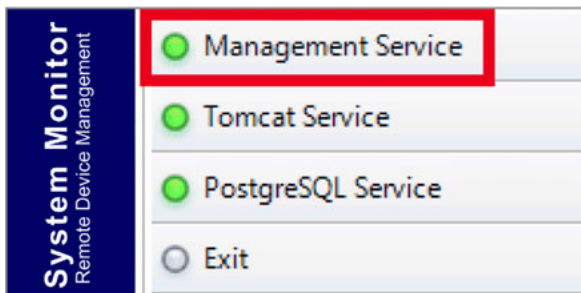 System Monitor
Remote Device Management
Management Service
Tomcat Service
PostgreSQL Service
Exit